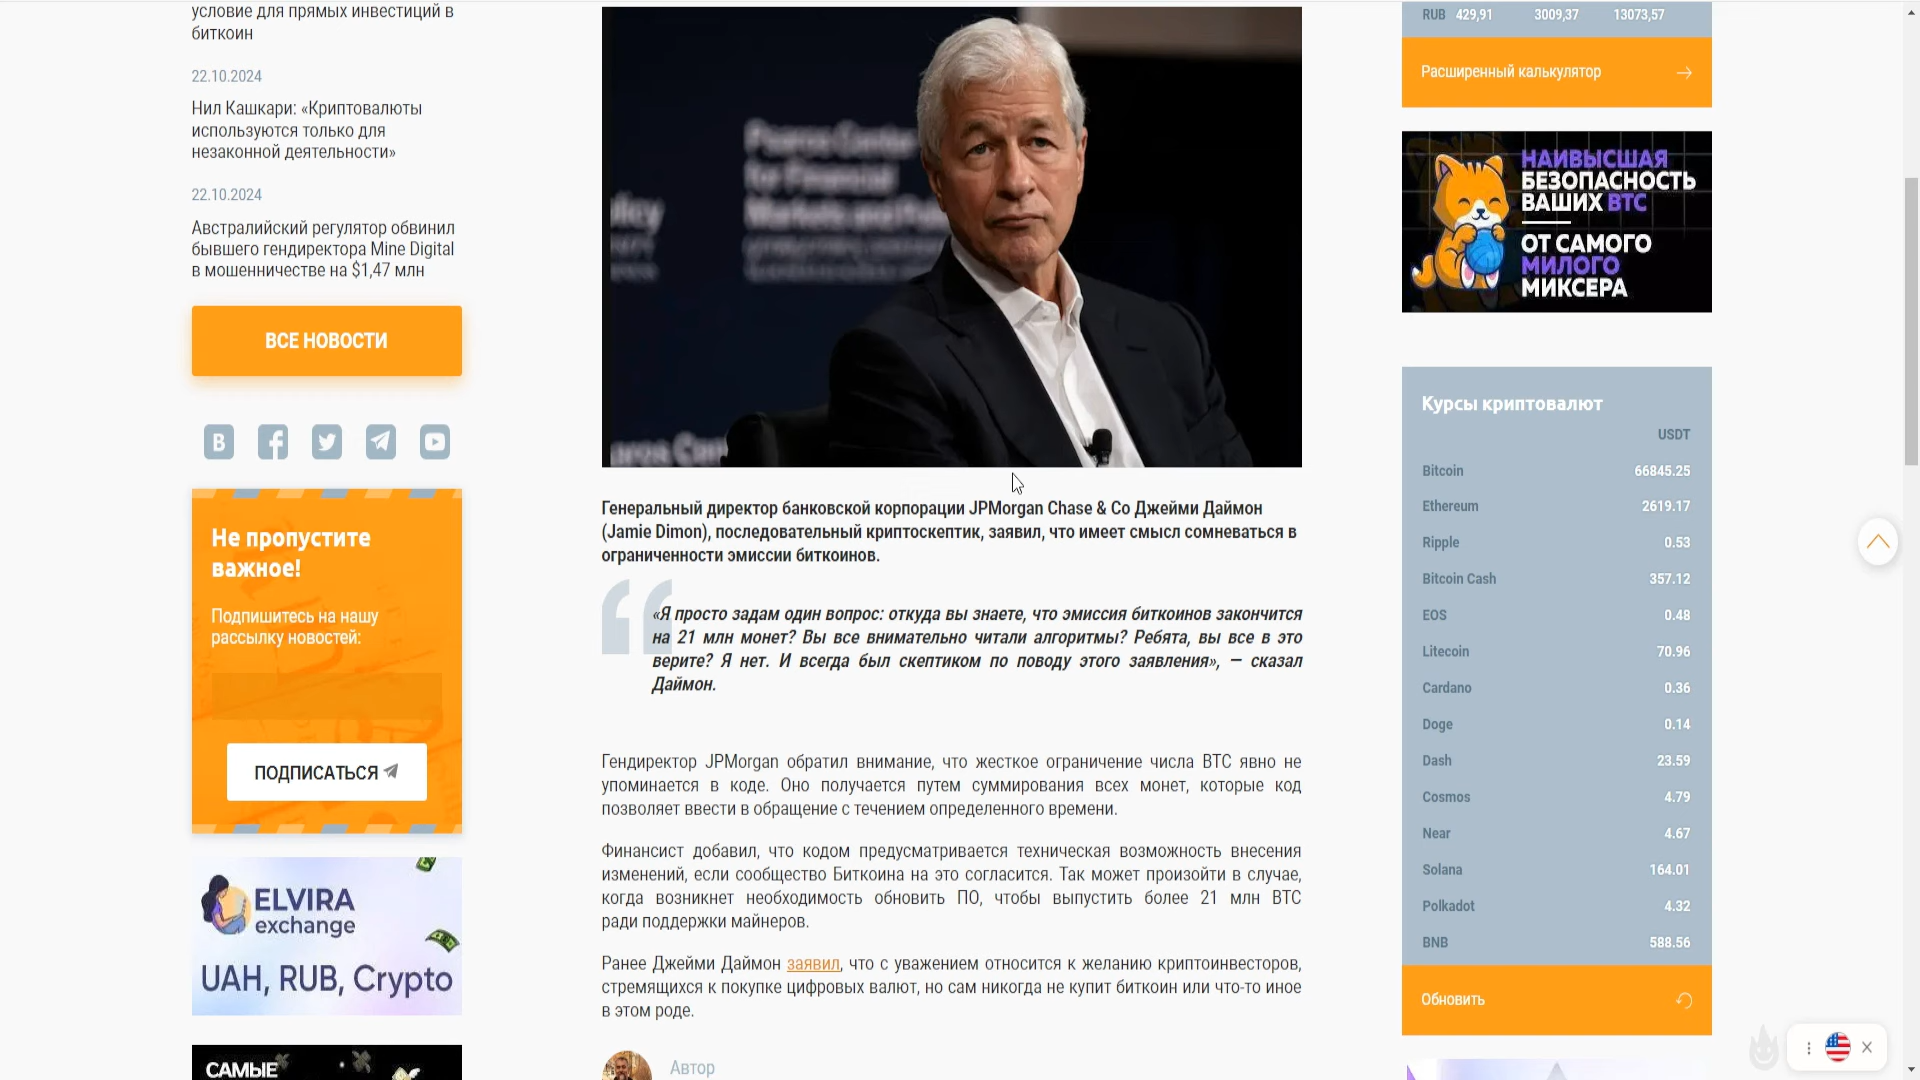 условие для прямых инвестиций в
биткоин
22.10.2024
Нил Кашкари: «Криптовалюты
используются только для
незаконной деятельности»
22.10.2024
Австралийский регулятор обвинил
бывшего гендиректора Mine Digital
в мошенничестве на $1,47 млн
ВСЕ НОВОСТИ
Не пропустите
важное!
Подпишитесь на нашу
рассылку новостей:
ПОДПИСАТЬСЯ
ELVIRA
exchange
UAH, RUB, Crypto
САМЫЕ
Psaros Center
for Financial
Markets and
Генеральный директор банковской корпорации JPMorgan Chase & Co Джейми Даймон
(Jamie Dimon), последовательный криптоскептик, заявил, что имеет смысл сомневаться в
ограниченности эмиссии биткоинов.
«Я просто задам один вопрос: откуда вы знаете, что эмиссия биткоинов закончится
на 21 млн монет? Вы все внимательно читали алгоритмы? Ребята, вы все в это
верите? Я нет. И всегда был скептиком по поводу этого заявления», — сказал
Даймон.
Гендиректор JPMorgan обратил внимание, что жесткое ограничение числа BTC явно не
упоминается в коде. Оно получается путем суммирования всех монет, которые код
позволяет ввести в обращение с течением определенного времени.
Финансист добавил, что кодом предусматривается техническая возможность внесения
изменений, если сообщество Биткоина на это согласится. Так может произойти в случае,
когда возникнет необходимость обновить ПО, чтобы выпустить более 21 млн BTC
ради поддержки майнеров.
Ранее Джейми Даймон заявил, что с уважением относится к желанию криптоинвесторов,
стремящихся к покупке цифровых валют, но сам никогда не купит биткоин или что-то иное
в этом роде.
Автор
RUB 429,91 3009,37 13073,57
Расширенный калькулятор
НАИВЫСШАЯ
БЕЗОПАСНОСТЬ
ВАШИХ BTC
ОТ САМОГО
МИЛОГО
МИКСЕРА
Курсы криптовалют
USDT
Bitcoin 66845.25
Ethereum 2619.17
Ripple 0.53
Bitcoin Cash 357.12
EOS 0.48
Litecoin 70.96
Cardano 0.36
Doge 0.14
Dash 23.59
Cosmos 4.79
Near 4.67
Solana 164.01
Polkadot 4.32
BNB 588.56
Обновить